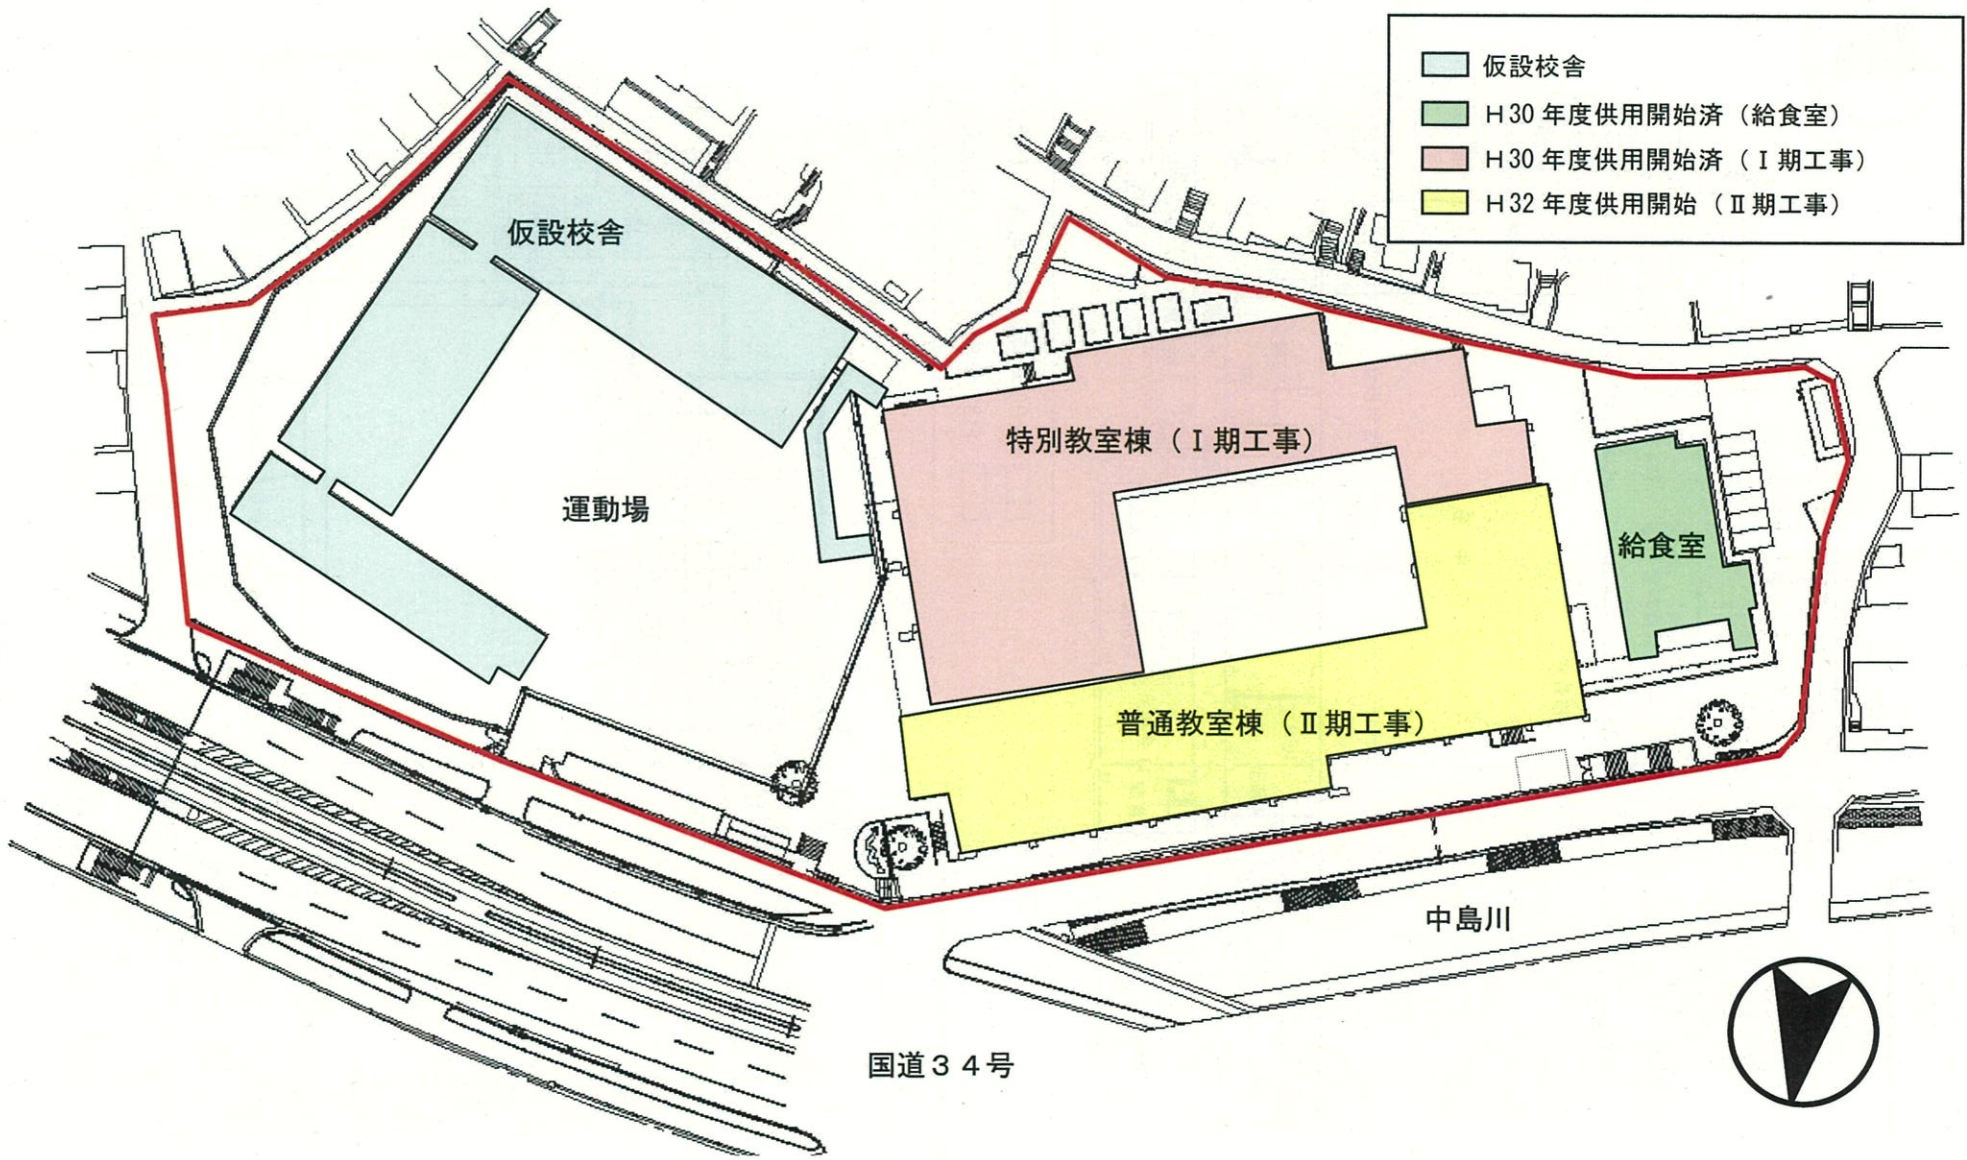 仮設校舎
H30年度供用開始済（給食室）
H30年度供用開始済（Ⅰ期工事）
H32年度供用開始（Ⅱ期工事）
仮設校舎
特別教室棟（Ⅰ期工事）
運動場
給食室
普通教室棟（Ⅱ期工事）
中島川
国道３４号